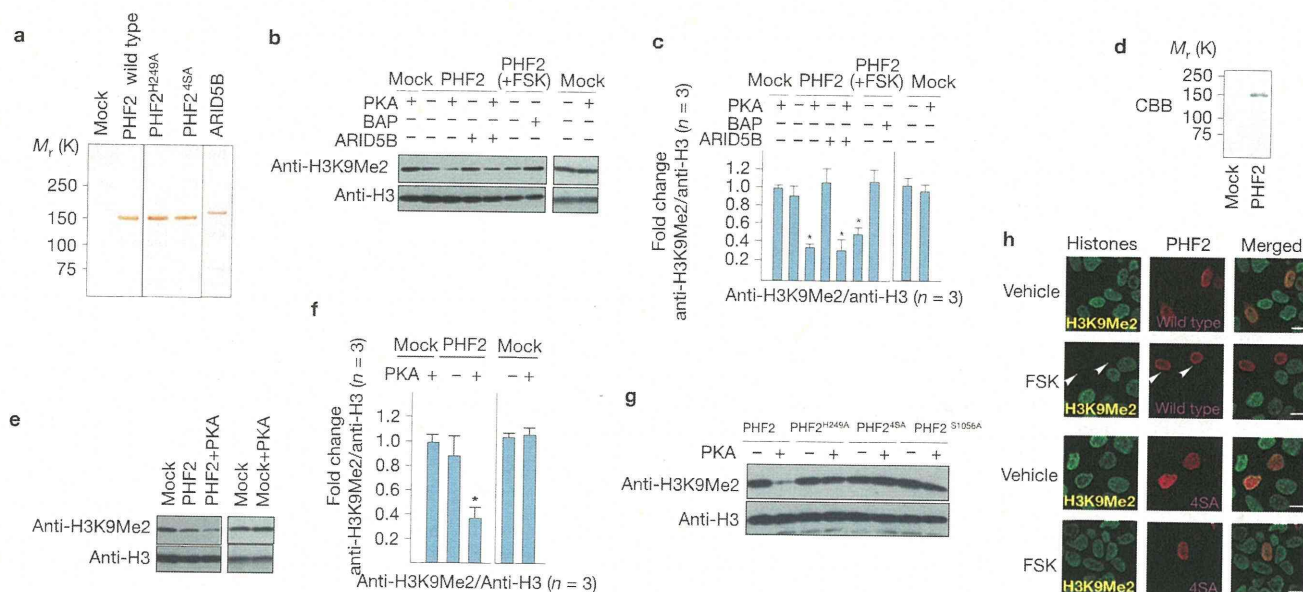 a
Mock
PHF2 wild type
PHF2H249A
PHF24SA
ARID5B
Mr (K)
250
150
100
75
b
PHF2
Mock PHF2 (+FSK) Mock
PKA + − + − + − − − +
BAP − − − − − − + − −
ARID5B − − − + + − − − −
Anti-H3K9Me2
Anti-H3
c
PHF2
Mock PHF2 (+FSK) Mock
PKA + − + − + − − − +
BAP − − − − − − + − −
ARID5B − − − + + − − − −
Fold change
anti-H3K9Me2/anti-H3 (n = 3)
1.2
1.0
0.8
0.6
0.4
0.2
* * *
Anti-H3K9Me2/anti-H3 (n = 3)
d
Mr (K)
250
150
100
75
CBB
Mock
PHF2
e
Mock
PHF2
PHF2+PKA
Mock
Mock+PKA
Anti-H3K9Me2
Anti-H3
f
Mock PHF2 Mock
PKA + − + − +
Fold change
anti-H3K9Me2/anti-H3 (n = 3)
1.2
1.0
0.8
0.6
0.4
0.2
*
Anti-H3K9Me2/Anti-H3 (n = 3)
g
PHF2 PHF2H249A PHF24SA PHF2S1056A
PKA − + − + − + − +
Anti-H3K9Me2
Anti-H3
h
Histones PHF2 Merged
Vehicle
H3K9Me2 Wild type
FSK
H3K9Me2 Wild type
Vehicle
H3K9Me2 4SA
FSK
H3K9Me2 4SA